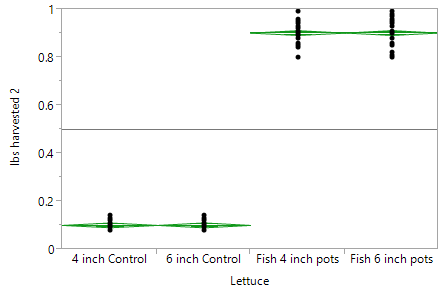 1
0.8
0.6
0.4
0.2
0
lbs harvested 2
4 inch Control
6 inch Control
Fish 4 inch pots
Fish 6 inch pots
Lettuce